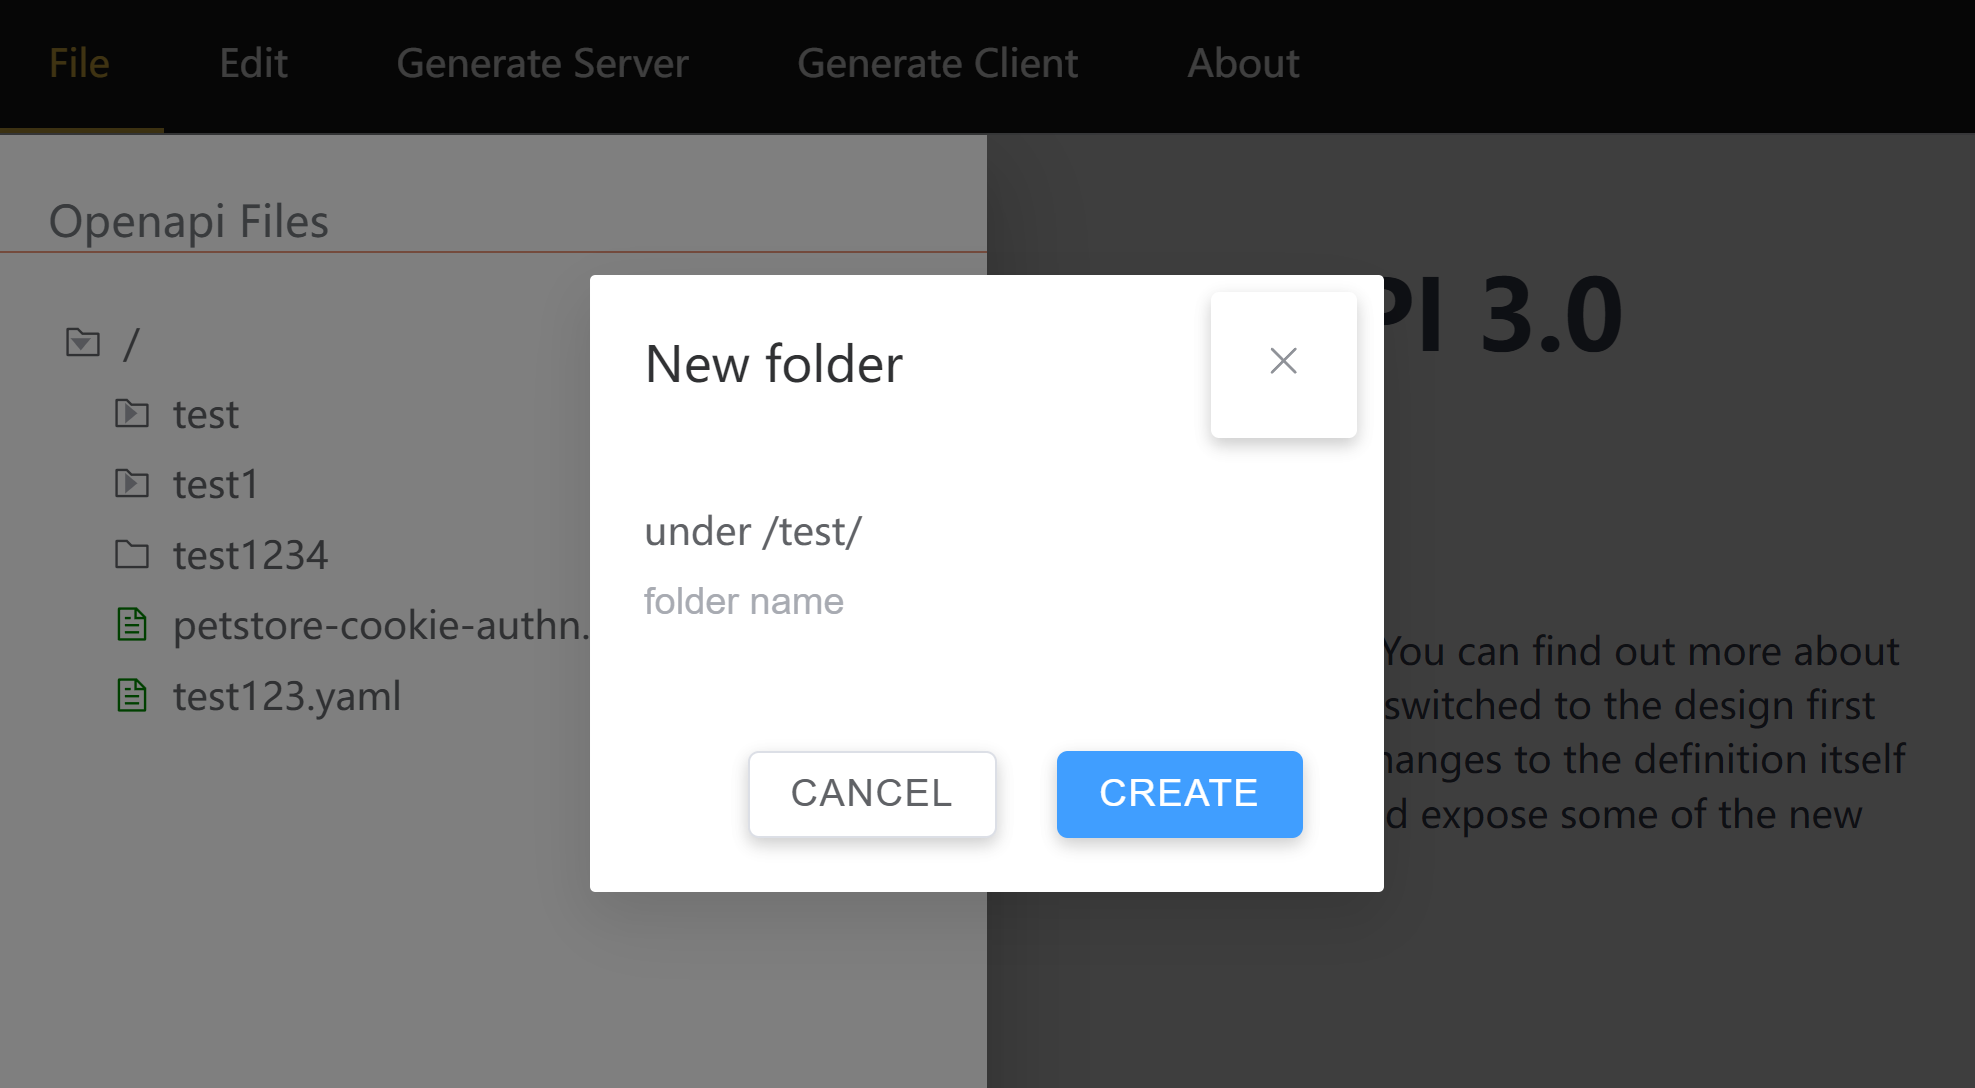 File Edit Generate Server Generate Client About
Openapi Files
/
test
test1
test1234
petstore-cookie-authn.
test123.yaml
New folder
under /test/
folder name
CANCEL CREATE
PI 3.0
You can find out more about
switched to the design first
hanges to the definition itself
d expose some of the new